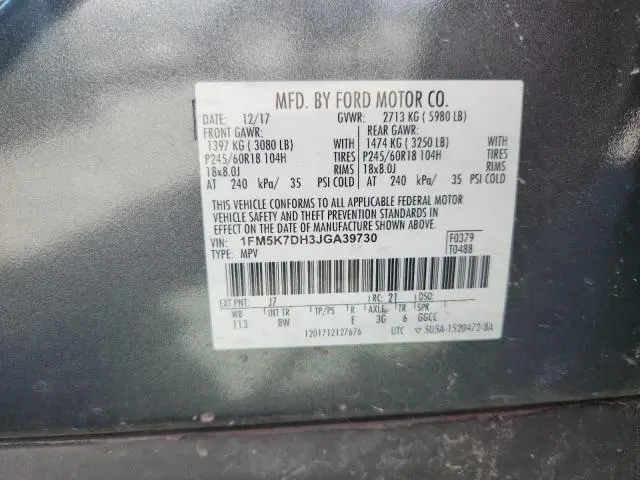 MFD. BY FORD MOTOR CO.
DATE: 12/17 GVWR: 2713 KG ( 5980 LB)
FRONT GAWR: REAR GAWR:
1397 KG ( 3080 LB) WITH 1474 KG ( 3250 LB) WITH
P245/60R18 104H TIRES P245/60R18 104H TIRES
18x8.0J RIMS 18x8.0J RIMS
AT 240 kPa/ 35 PSI COLD AT 240 kPa/ 35 PSI COLD
THIS VEHICLE CONFORMS TO ALL APPLICABLE FEDERAL MOTOR
VEHICLE SAFETY AND THEFT PREVENTION STANDARDS IN
EFFECT ON THE DATE OF MANUFACTURE SHOWN ABOVE.
VIN: 1FM5K7DH3JGA39730 F0379
TYPE: MPV T0488
EXT PNT: J7 RC: 21 DSO:
WB INT TR TP/PS R AXLE TR SPR
113 BW E 3G 6 GGCC
1201712127676 UTC SU5A-1520472-8A